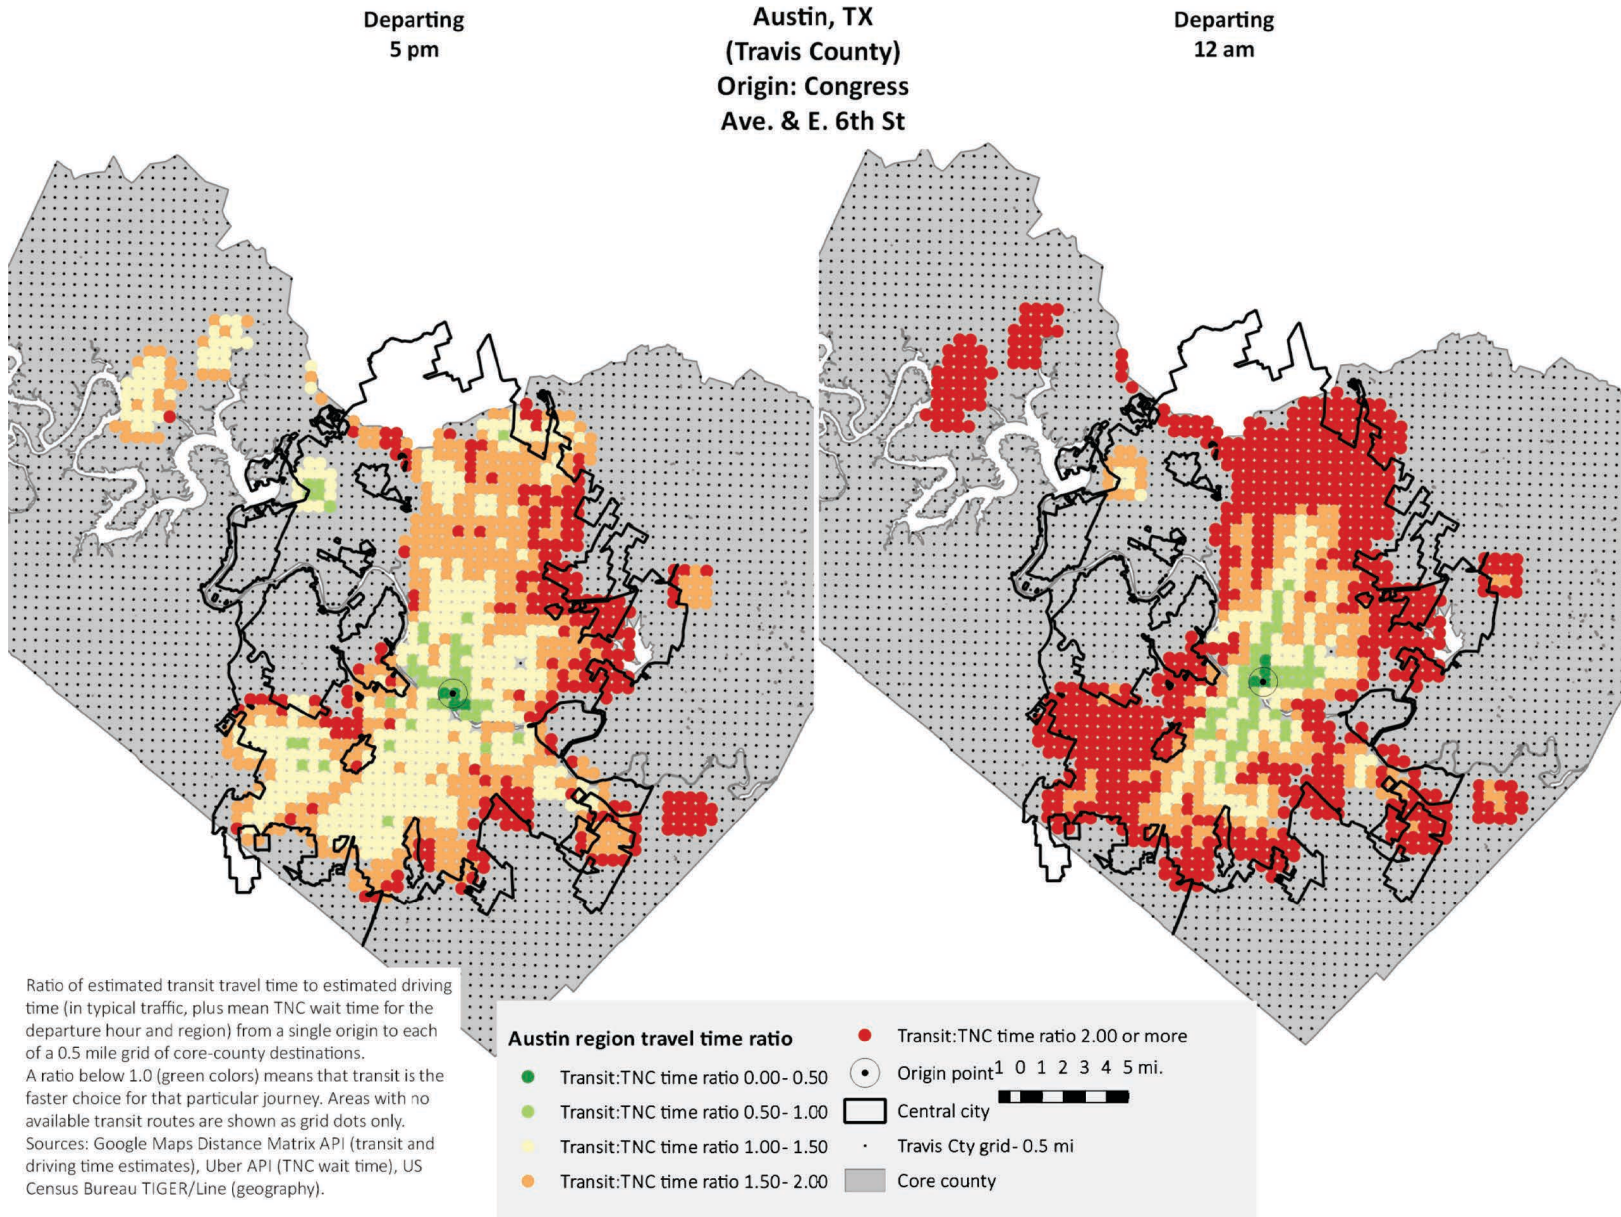 Departing
5 pm
Austin, TX
(Travis County)
Origin: Congress
Ave. & E. 6th St
Departing
12 am
Ratio of estimated transit travel time to estimated driving
time (in typical traffic, plus mean TNC wait time for the
departure hour and region) from a single origin to each
of a 0.5 mile grid of core-county destinations.
A ratio below 1.0 (green colors) means that transit is the
faster choice for that particular journey. Areas with no
available transit routes are shown as grid dots only.
Sources: Google Maps Distance Matrix API (transit and
driving time estimates), Uber API (TNC wait time), US
Census Bureau TIGER/Line (geography).
Austin region travel time ratio
Transit:TNC time ratio 0.00- 0.50
Transit:TNC time ratio 0.50- 1.00
Transit:TNC time ratio 1.00- 1.50
Transit:TNC time ratio 1.50- 2.00
Transit:TNC time ratio 2.00 or more
Origin point
1 0 1 2 3 4 5 mi.
Central city
Travis Cty grid- 0.5 mi
Core county